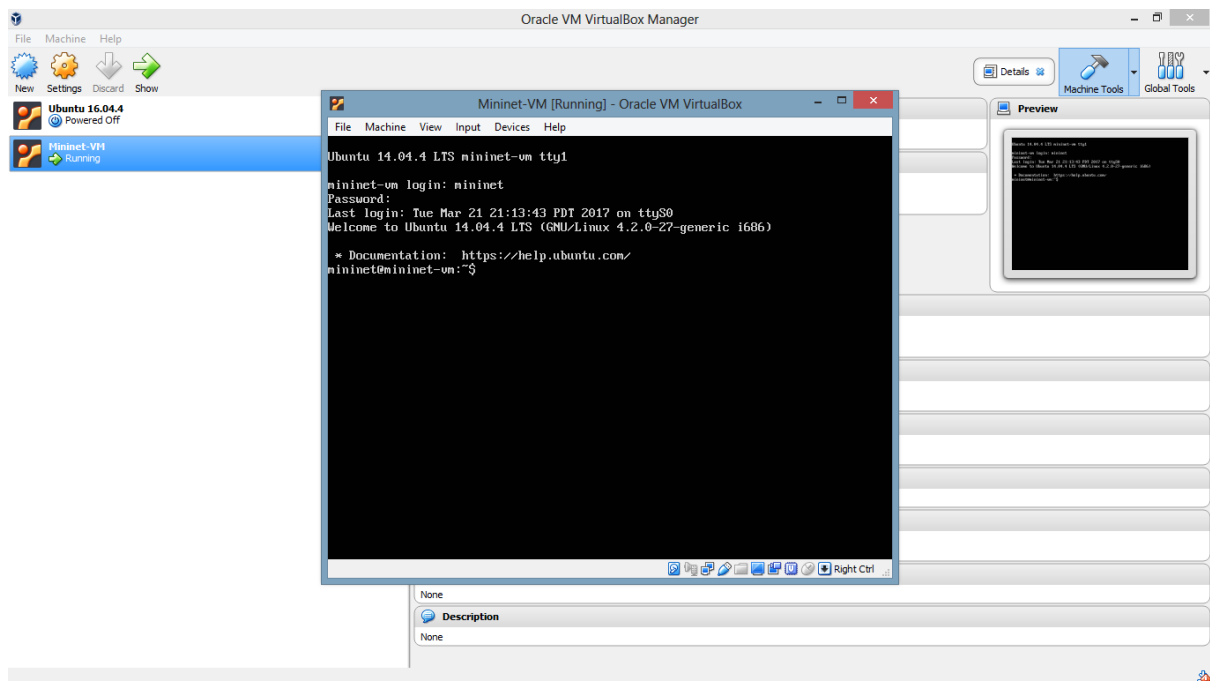 Oracle VM VirtualBox Manager
File Machine Help
New Settings Discard Show
Details
Machine Tools
Global Tools
Ubuntu 16.04.4
Powered Off
Mininet-VM
Running
Preview
Mininet-VM [Running] - Oracle VM VirtualBox
File Machine View Input Devices Help
Ubuntu 14.04.4 LTS mininet-vm tty1
mininet-vm login: mininet
Password:
Last login: Tue Mar 21 21:13:43 PDT 2017 on ttyS0
Welcome to Ubuntu 14.04.4 LTS (GNU/Linux 4.2.0-27-generic i686)
* Documentation: https://help.ubuntu.com/
mininet@mininet-vm:~$
Right Ctrl
None
Description
None